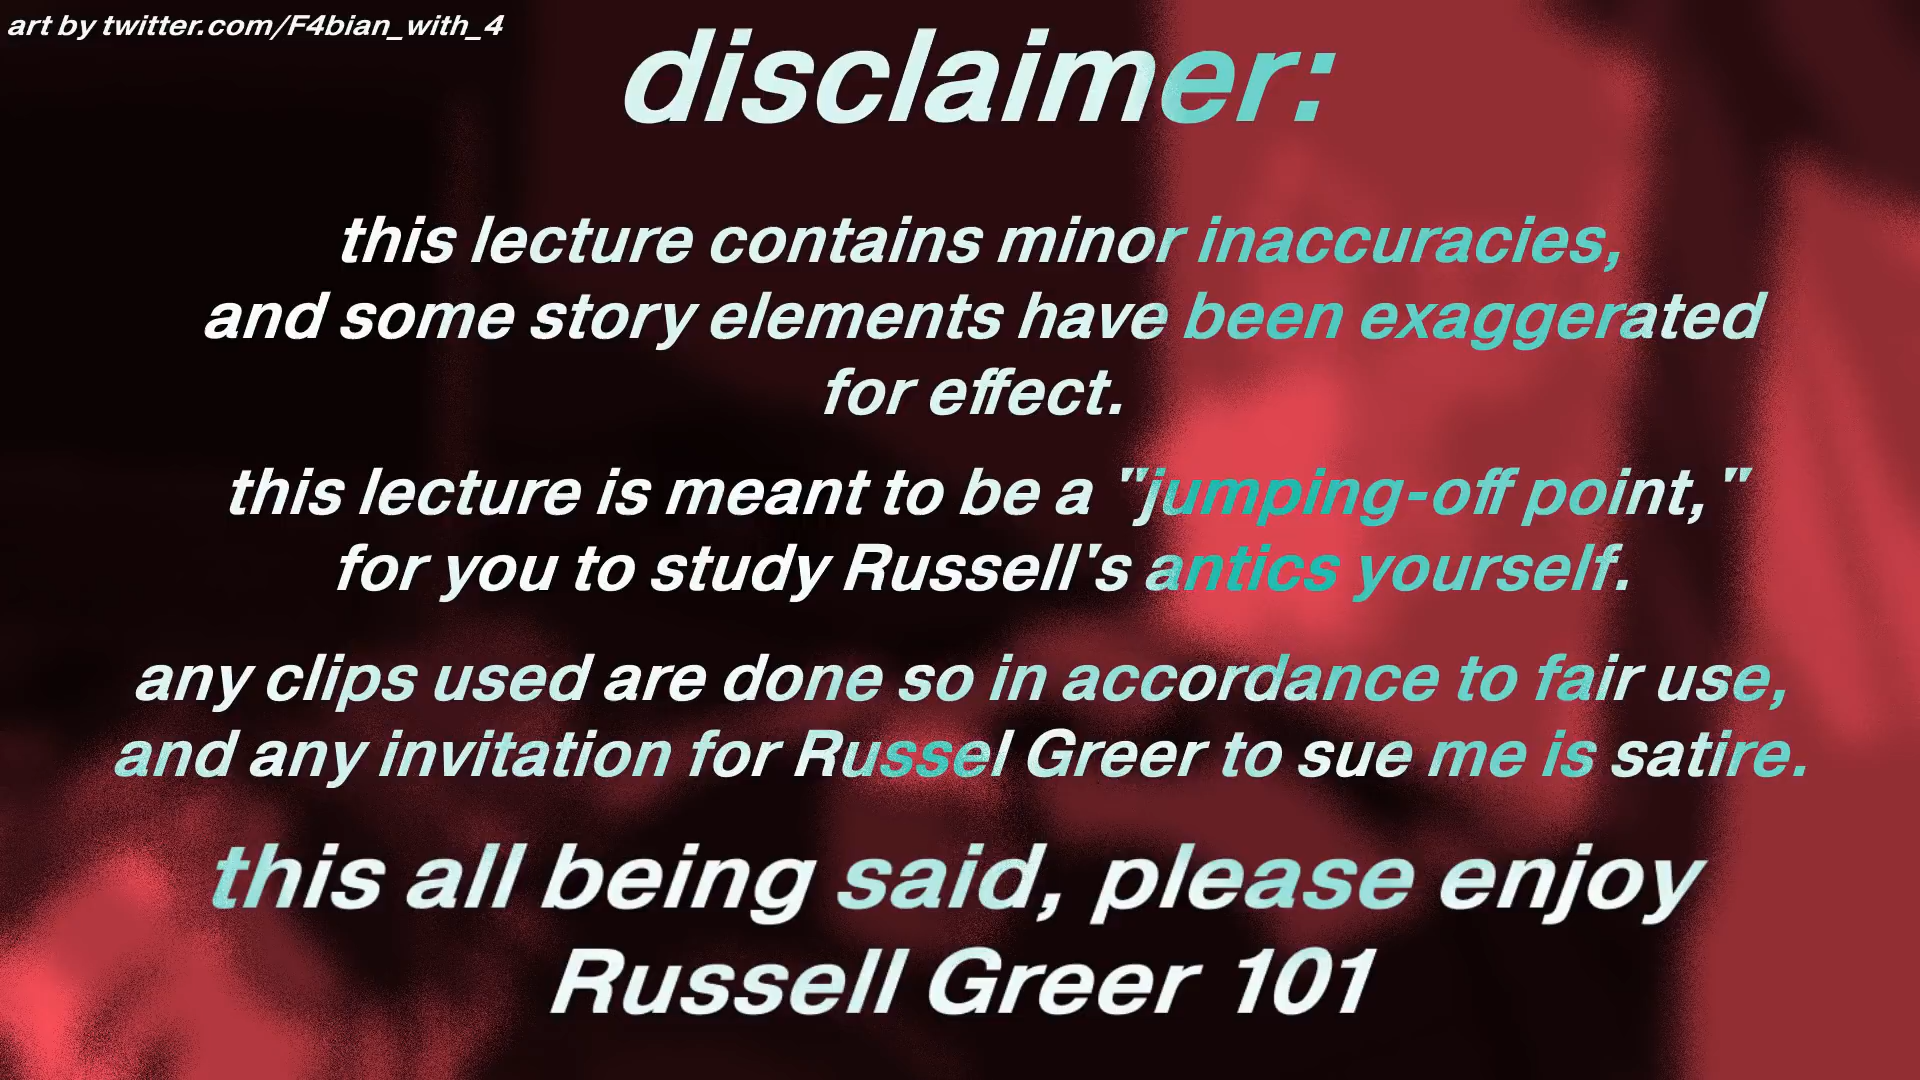 art by twitter.com/F4bian_with_4
disclaimer:
this lecture contains minor inaccuracies,
and some story elements have been exaggerated
for effect.
this lecture is meant to be a "jumping-off point,"
for you to study Russell's antics yourself.
any clips used are done so in accordance to fair use,
and any invitation for Russel Greer to sue me is satire.
this all being said, please enjoy
Russell Greer 101